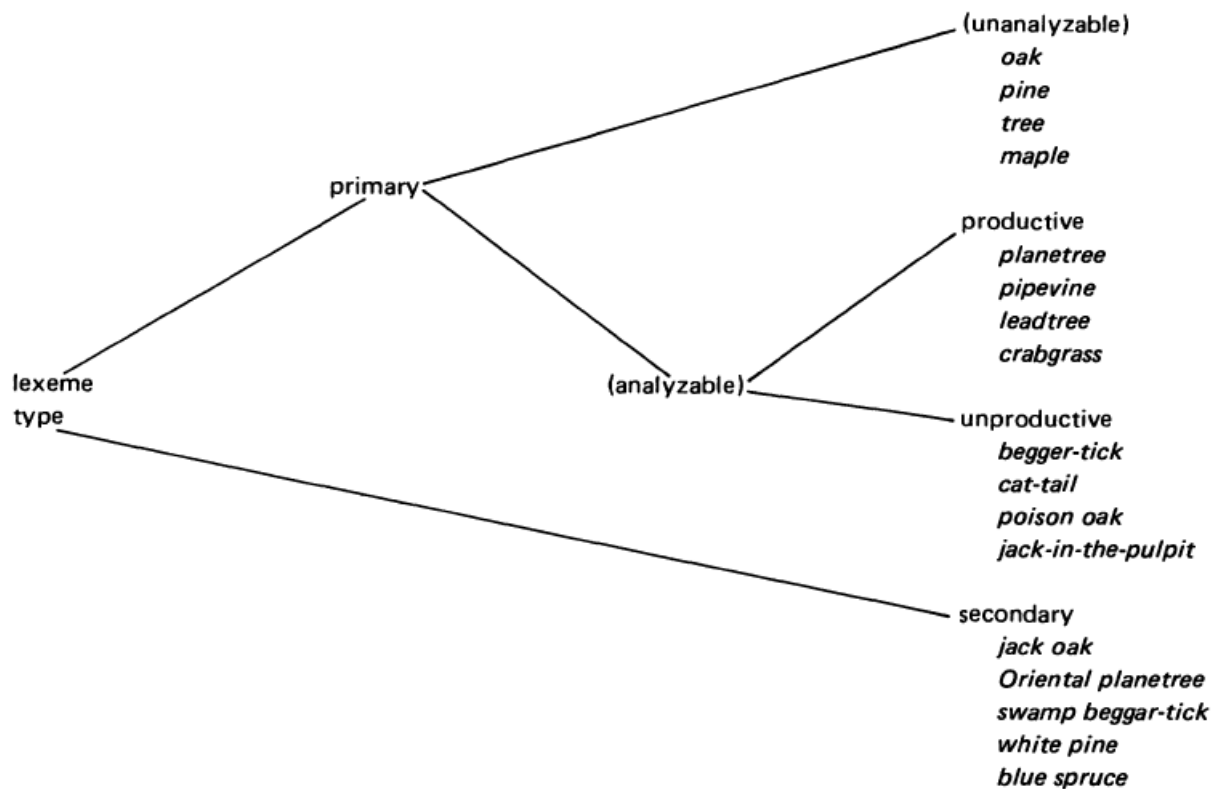 (unanalyzable)
oak
pine
tree
maple
primary
productive
planetree
pipevine
leadtree
crabgrass
lexeme
type
(analyzable)
unproductive
begger-tick
cat-tail
poison oak
jack-in-the-pulpit
secondary
jack oak
Oriental planetree
swamp beggar-tick
white pine
blue spruce